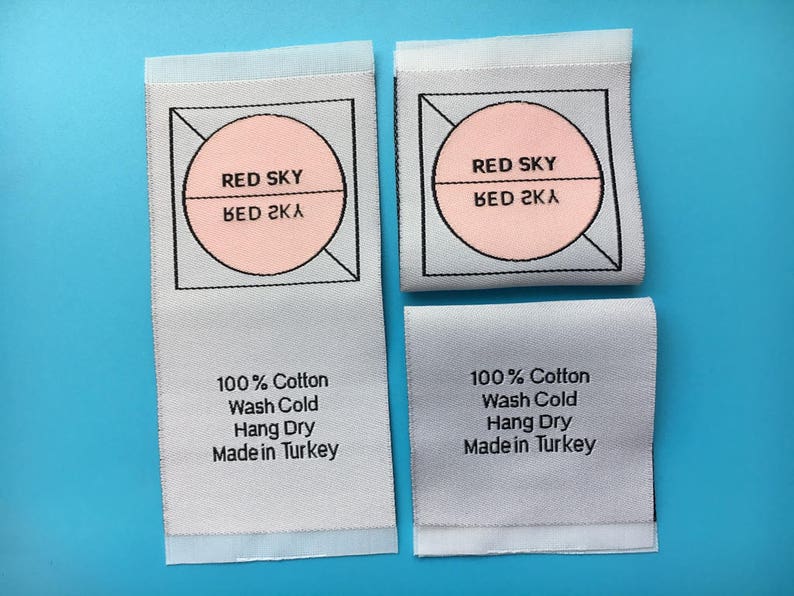 RED SKY
RED SKY
100% Cotton
Wash Cold
Hang Dry
Made in Turkey
RED SKY
RED SKY
100% Cotton
Wash Cold
Hang Dry
Made in Turkey